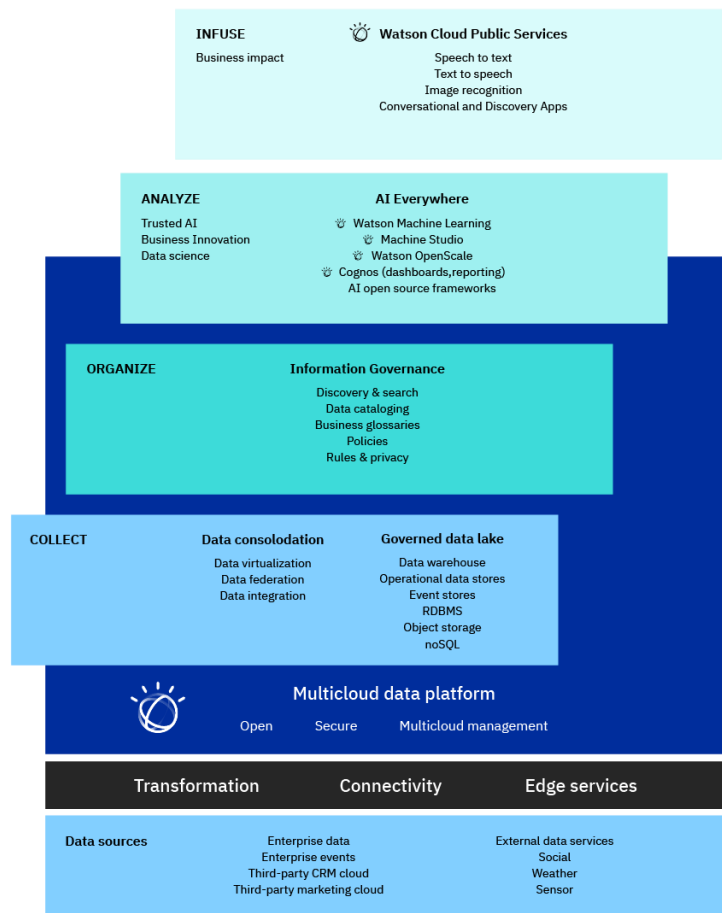 INFUSE
Business impact
Watson Cloud Public Services
Speech to text
Text to speech
Image recognition
Conversational and Discovery Apps
ANALYZE
Trusted AI
Business Innovation
Data science
AI Everywhere
Watson Machine Learning
Machine Studio
Watson OpenScale
Cognos (dashboards,reporting)
AI open source frameworks
ORGANIZE
Information Governance
Discovery & search
Data cataloging
Business glossaries
Policies
Rules & privacy
COLLECT
Data consolodation
Data virtualization
Data federation
Data integration
Governed data lake
Data warehouse
Operational data stores
Event stores
RDBMS
Object storage
noSQL
Multicloud data platform
Open Secure Multicloud management
Transformation Connectivity Edge services
Data sources
Enterprise data
Enterprise events
Third-party CRM cloud
Third-party marketing cloud
External data services
Social
Weather
Sensor